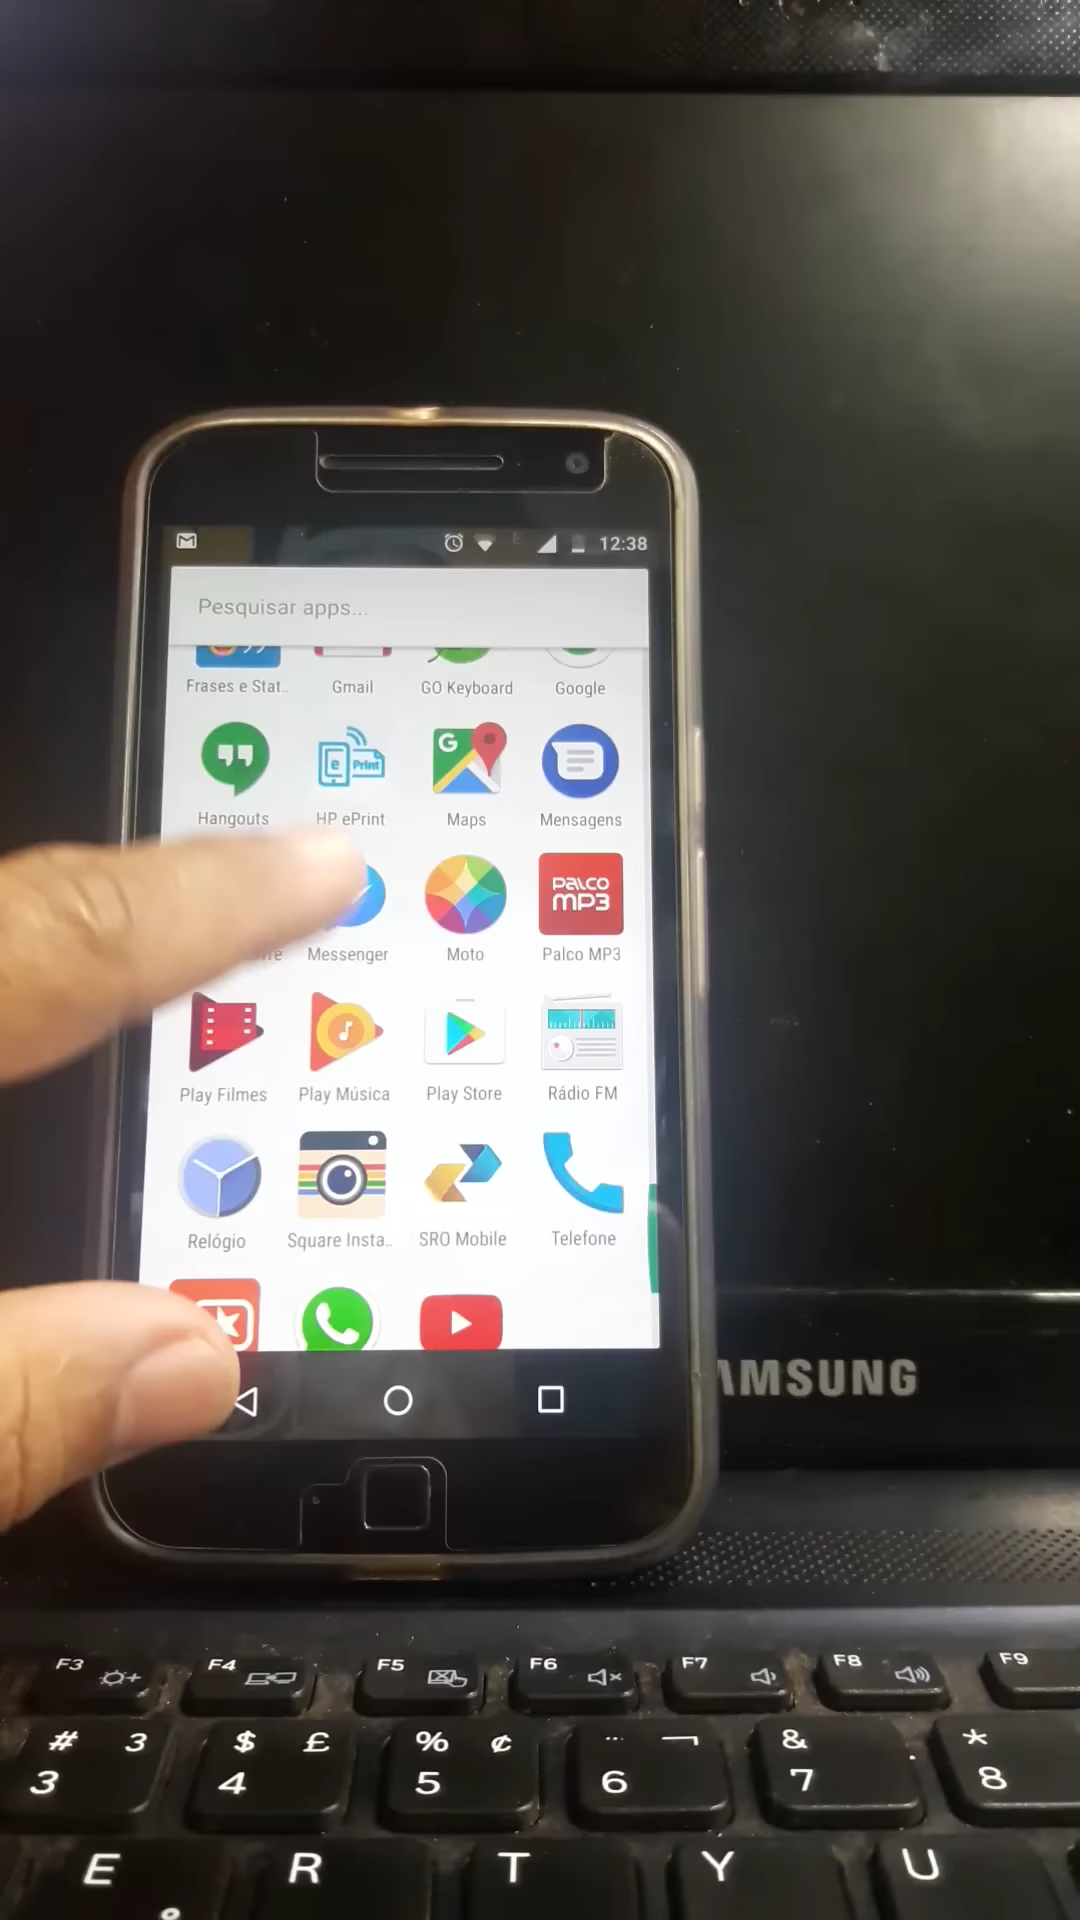 12:38
Pesquisar apps...
Frases e Stat.. Gmail GO Keyboard Google
G
e Print
Hangouts HP ePrint Maps Mensagens
PALCO
MP3
Messenger Moto Palco MP3
Play Filmes Play Música Play Store Rádio FM
Relógio Square Insta.. SRO Mobile Telefone
AMSUNG
F3 F4 F5 F6 F7 F8 F9
# 3 $ £ % ¢ ¨ ¬ & *
3 4 5 6 7 8
E R T Y U